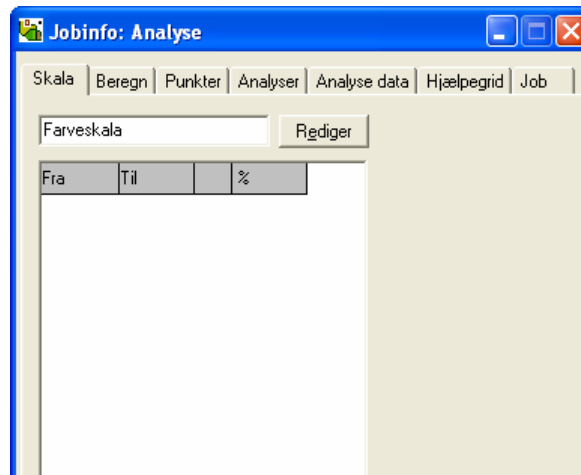 Jobinfo: Analyse
Skala Beregn Punkter Analyser Analyse data Hjælpegrid Job
Farveskala Rediger
Fra Til %